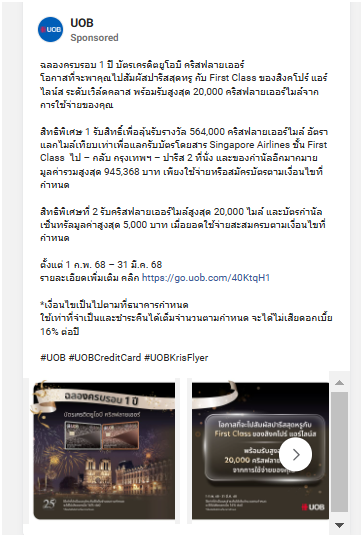 UOB
UOB
Sponsored
ฉลองครบรอบ 1 ปี บัตรเครดิตยูโอบี คริสฟลายเออร์
โอกาสที่จะพาคุณไปสัมผัสปารีสสุดหรู กับ First Class ของสิงคโปร์ แอร์
ไลน์ส ระดับเวิล์ดคลาส พร้อมรับสูงสุด 20,000 คริสฟลายเออร์ไมล์จาก
การใช้จ่ายของคุณ
สิทธิพิเศษ 1 รับสิทธิ์เพื่อลุ้นรับรางวัล 564,000 คริสฟลายเออร์ไมล์ อัตรา
แลกไมล์เทียบเท่าเพื่อแลกรับบัตรโดยสาร Singapore Airlines ชั้น First
Class ไป – กลับ กรุงเทพฯ – ปารีส 2 ที่นั่ง และของกำนัลอีกมากมาย
มูลค่ารวมสูงสุด 945,368 บาท เพียงใช้จ่ายหรือสมัครบัตรตามเงื่อนไขที่
กำหนด
สิทธิพิเศษที่ 2 รับคริสฟลายเออร์ไมล์สูงสุด 20,000 ไมล์ และบัตรกำนัล
เซ็นทรัลมูลค่าสูงสุด 5,000 บาท เมื่อยอดใช้จ่ายสะสมครบตามเงื่อนไขที่
กำหนด
ตั้งแต่ 1 ก.พ. 68 – 31 มี.ค. 68
รายละเอียดเพิ่มเติม คลิก https://go.uob.com/40KtqH1
*เงื่อนไขเป็นไปตามที่ธนาคารกำหนด
ใช้เท่าที่จำเป็นและชำระคืนได้เต็มจำนวนตามกำหนด จะได้ไม่เสียดอกเบี้ย
16% ต่อปี
#UOB #UOBCreditCard #UOBKrisFlyer
ฉลองครบรอบ 1 ปี
บัตรเครดิตยูโอบี คริสฟลายเออร์
25
UOB
โอกาสที่จะไปสัมผัสปารีสสุดหรูกับ
First Class ของสิงคโปร์ แอร์ไลน์ส
พร้อมรับสูงสุ
20,000 คริสฟลายเ
จากการใช้จ่ายของคุณ